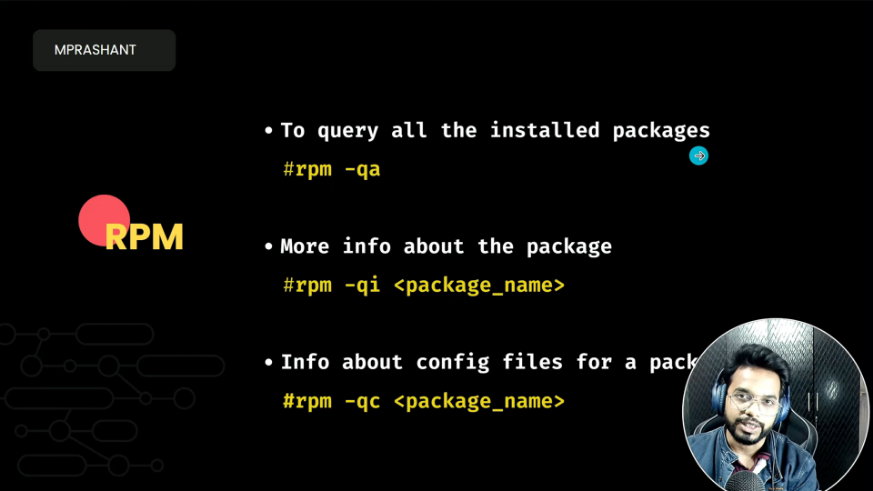 MPRASHANT
• To query all the installed packages
#rpm -qa
RPM
• More info about the package
#rpm -qi <package_name>
• Info about config files for a pack
#rpm -qc <package_name>